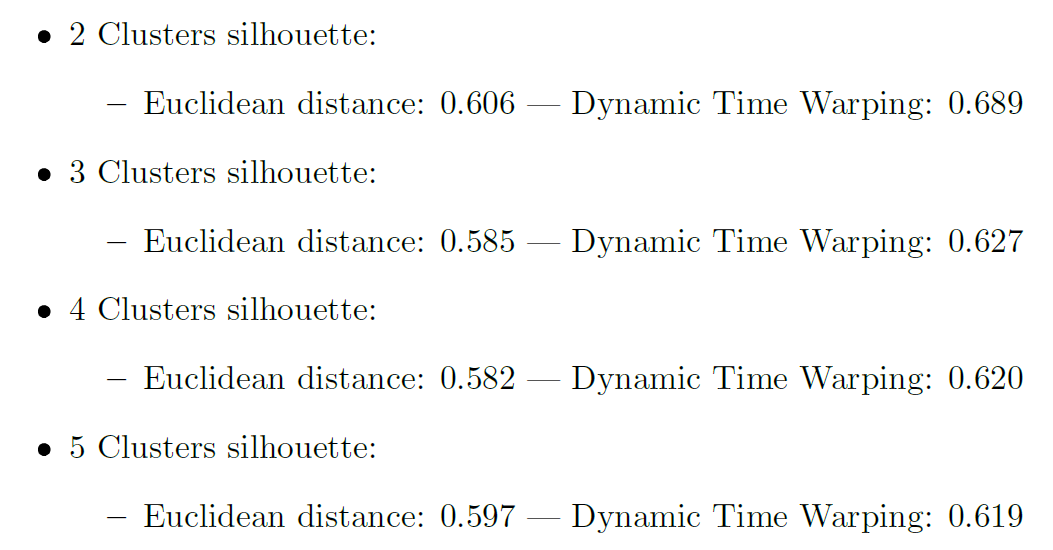 • 2 Clusters silhouette:
– Euclidean distance: 0.606 — Dynamic Time Warping: 0.689
• 3 Clusters silhouette:
– Euclidean distance: 0.585 — Dynamic Time Warping: 0.627
• 4 Clusters silhouette:
– Euclidean distance: 0.582 — Dynamic Time Warping: 0.620
• 5 Clusters silhouette:
– Euclidean distance: 0.597 — Dynamic Time Warping: 0.619